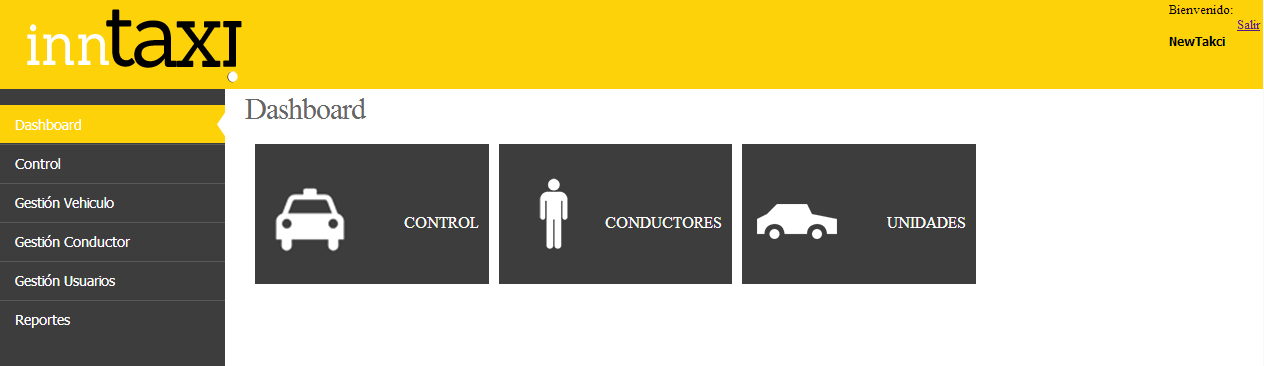 inntaxi
Bienvenido:
Salir
NewTakci
Dashboard
Control
Gestión Vehiculo
Gestión Conductor
Gestión Usuarios
Reportes
Dashboard
CONTROL
CONDUCTORES
UNIDADES